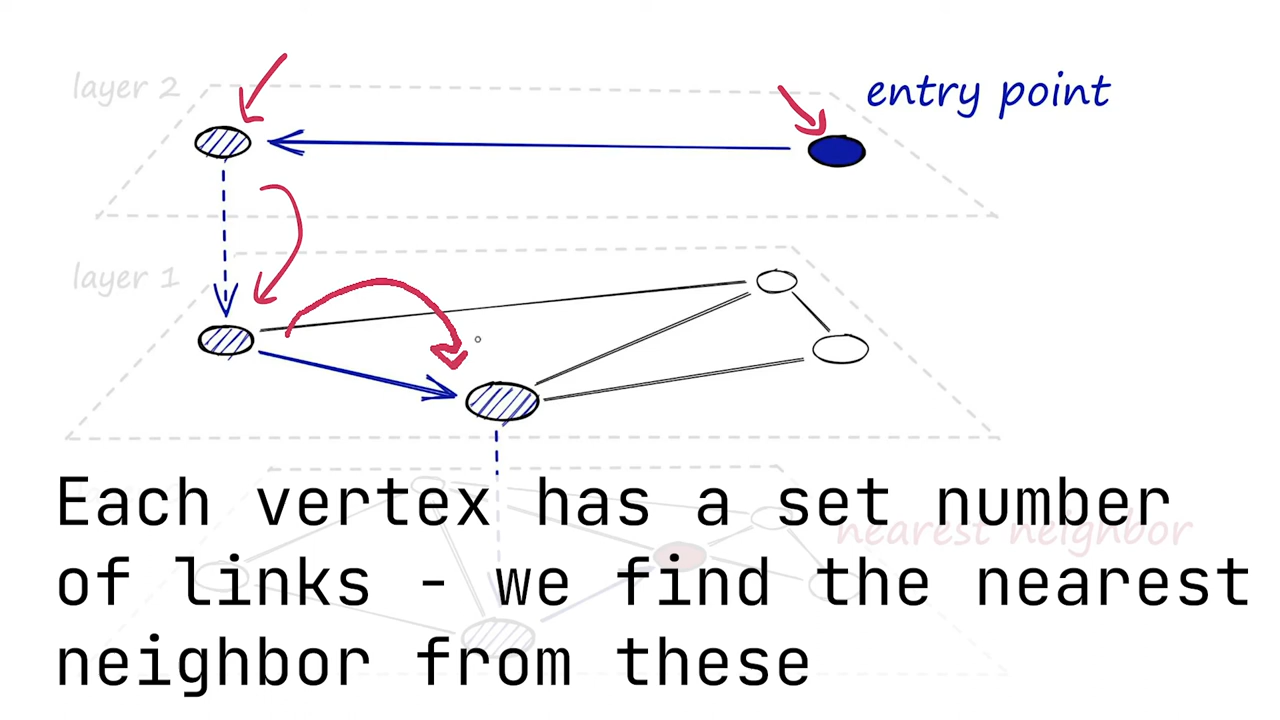 layer 2
entry point
layer 1
Each vertex has a set number
nearest neighbor
of links - we find the nearest
neighbor from these